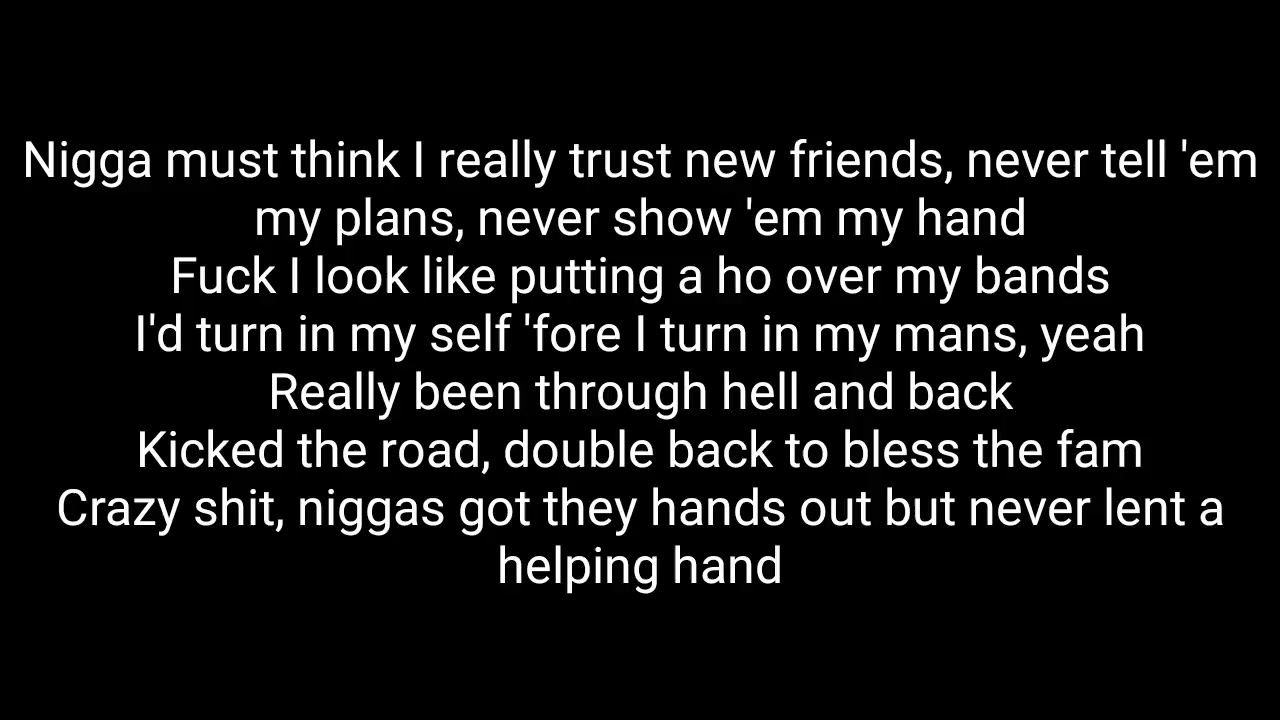 Nigga must think I really trust new friends, never tell 'em
my plans, never show 'em my hand
Fuck I look like putting a ho over my bands
I'd turn in my self 'fore I turn in my mans, yeah
Really been through hell and back
Kicked the road, double back to bless the fam
Crazy shit, niggas got they hands out but never lent a
helping hand